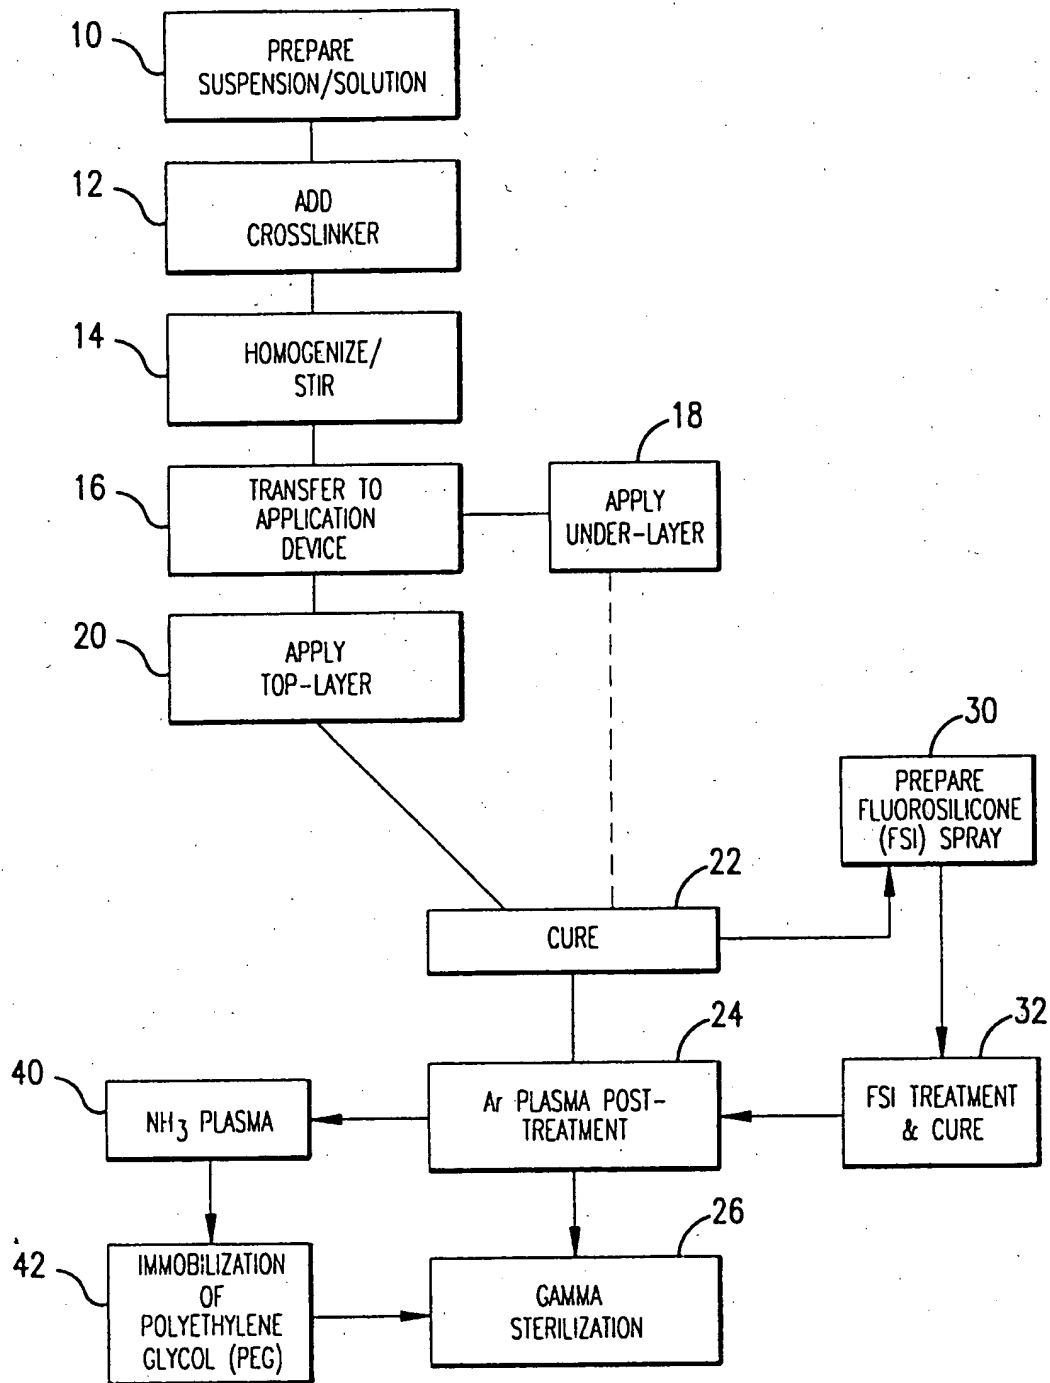 10
PREPARE
SUSPENSION/SOLUTION
12
ADD
CROSSLINKER
14
HOMOGENIZE/
STIR
18
16
TRANSFER TO
APPLICATION
DEVICE
APPLY
UNDER-LAYER
20
APPLY
TOP-LAYER
30
PREPARE
FLUOROSILICONE
(FSI) SPRAY
22
CURE
24
32
40
NH3 PLASMA
Ar PLASMA POST-
TREATMENT
FSI TREATMENT
& CURE
26
42
IMMOBILIZATION
OF
POLYETHYLENE
GLYCOL (PEG)
GAMMA
STERILIZATION